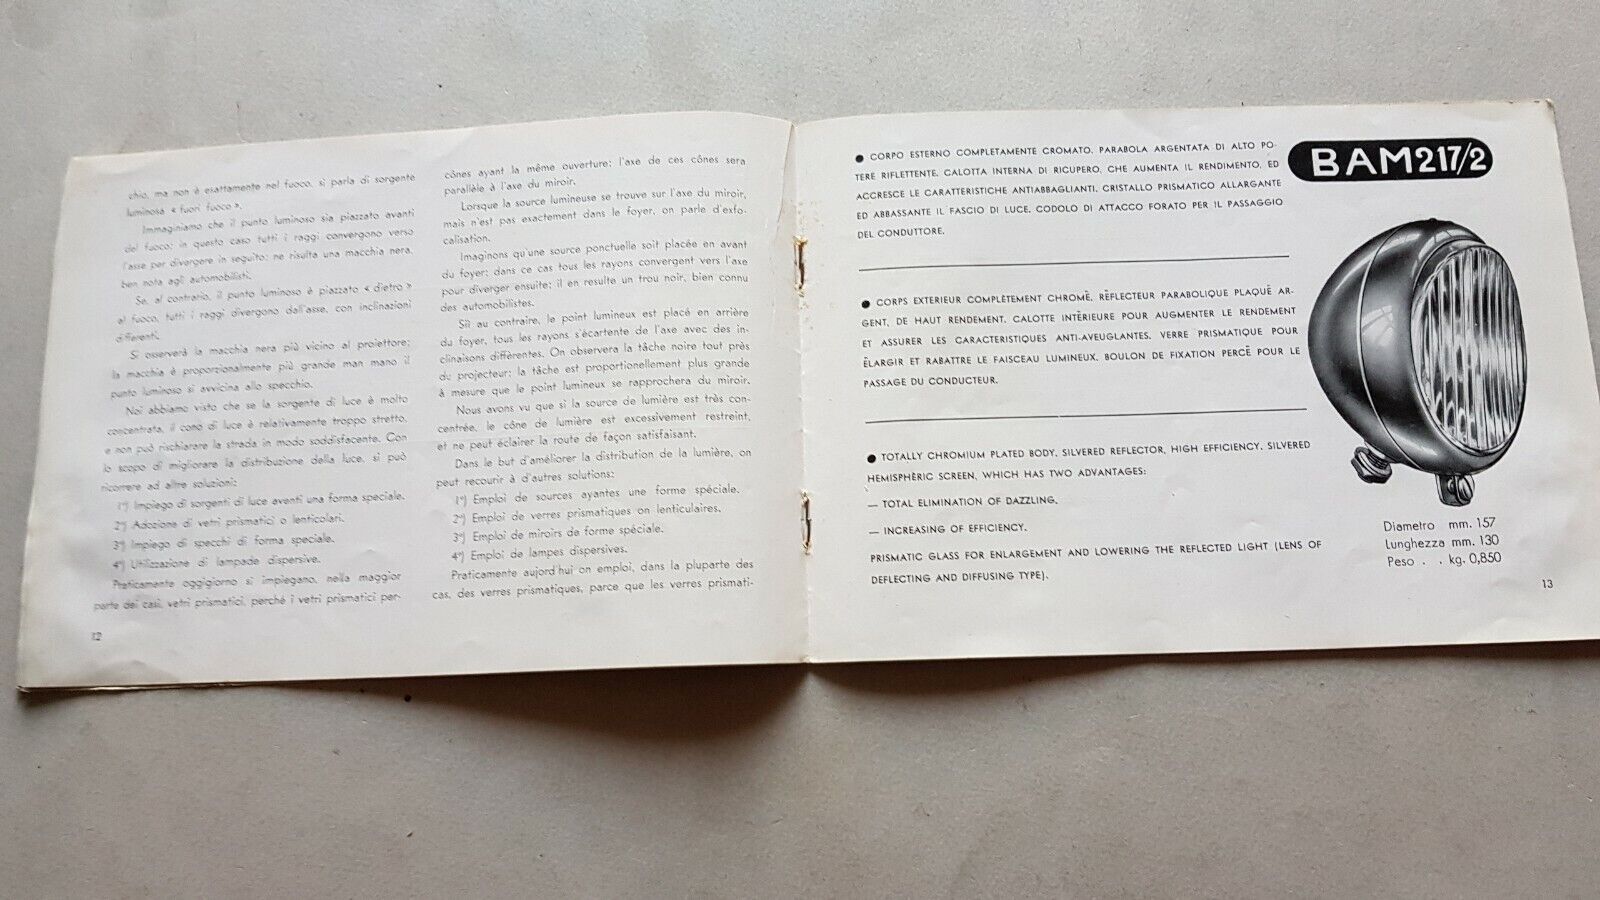 chio, ma non è esattamente nel fuoco, si parla di sorgente
luminosa « fuori fuoco ».
Immaginiamo che il punto luminoso sia piazzato avanti
del fuoco; in questo caso tutti i raggi convergono verso
l'asse per divergere in seguito; ne risulta una macchia nera,
ben nota agli automobilisti.
Se, al contrario, il punto luminoso è piazzato « dietro »
al fuoco, tutti i raggi divergono dall'asse, con inclinazioni
differenti.
Si osserverà la macchia nera più vicino al proiettore;
la macchia è proporzionalmente più grande man mano il
punto luminoso si avvicina allo specchio.
Noi abbiamo visto che se la sorgente di luce è molto
concentrata, il cono di luce è relativamente troppo stretto,
e non può rischiarare la strada in modo soddisfacente. Con
lo scopo di migliorare la distribuzione della luce, si può
ricorrere ad altre soluzioni:
1°) Impiego di sorgenti di luce aventi una forma speciale.
2°) Adozione di vetri prismatici o lenticolari.
3°) Impiego di specchi di forma speciale.
4°) Utilizzazione di lampade dispersive.
Praticamente oggigiorno si impiegano, nella maggior
parte dei casi, vetri prismatici, perché i vetri prismatici per-
12
cônes ayant la même ouverture; l'axe de ces cônes sera
parallèle à l'axe du miroir.
Lorsque la source lumineuse se trouve sur l'axe du miroir,
mais n'est pas exactement dans le foyer, on parle d'exfo-
calisation.
Imaginons qu'une source ponctuelle soit placée en avant
du foyer; dans ce cas tous les rayons convergent vers l'axe
pour diverger ensuite; il en resulte un trou noir, bien connu
des automobilistes.
Sii au contraire, le point lumineux est placé en arrière
du foyer, tous les rayons s'écartente de l'axe avec des in-
clinaisons différentes. On observera la tâche noire tout près
du projecteur; la tâche est proportionellement plus grande
à mesure que le point lumineux se rapprochera du miroir.
Nous avons vu que si la source de lumière est très con-
centrée, le cône de lumière est excessivement restreint,
et ne peut éclairer la route de façon satisfaisant.
Dans le but d'améliorer la distribution de la lumière, on
peut recourir à d'autres solutions:
1°) Emploi de sources ayantes une forme spéciale.
2°) Emploi de verres prismatiques on lenticulaires.
3°) Emploi de miroirs de forme spéciale.
4°) Emploi de lampes dispersives.
Praticamente aujord'hui on emploi, dans la pluparte des
cas, des verres prismatiques, parce que les verres prismati-
BAM217/2
● CORPO ESTERNO COMPLETAMENTE CROMATO. PARABOLA ARGENTATA DI ALTO PO-
TERE RIFLETTENTE. CALOTTA INTERNA DI RICUPERO, CHE AUMENTA IL RENDIMENTO, ED
ACCRESCE LE CARATTERISTICHE ANTIABBAGLIANTI. CRISTALLO PRISMATICO ALLARGANTE
ED ABBASSANTE IL FASCIO DI LUCE. CODOLO DI ATTACCO FORATO PER IL PASSAGGIO
DEL CONDUTTORE.
● CORPS EXTERIEUR COMPLÈTEMENT CHROMÉ. RÉFLECTEUR PARABOLIQUE PLAQUÉ AR-
GENT, DE HAUT RENDEMENT. CALOTTE INTÈRIEURE POUR AUGMENTER LE RENDEMENT
ET ASSURER LES CARACTERISTIQUES ANTI-AVEUGLANTES. VERRE PRISMATIQUE POUR
ÉLARGIR ET RABATTRE LE FAISCEAU LUMINEUX. BOULON DE FIXATION PERCÉ POUR LE
PASSAGE DU CONDUCTEUR.
● TOTALLY CHROMIUM PLATED BODY. SILVERED REFLECTOR, HIGH EFFICIENCY. SILVERED
HEMISPHÈRIC SCREEN, WHICH HAS TWO ADVANTAGES:
— TOTAL ELIMINATION OF DAZZLING.
— INCREASING OF EFFICIENCY.
PRISMATIC GLASS FOR ENLARGEMENT AND LOWERING THE REFLECTED LIGHT (LENS OF
DEFLECTING AND DIFFUSING TYPE).
Diametro mm. 157
Lunghezza mm. 130
Peso . . kg. 0,850
13